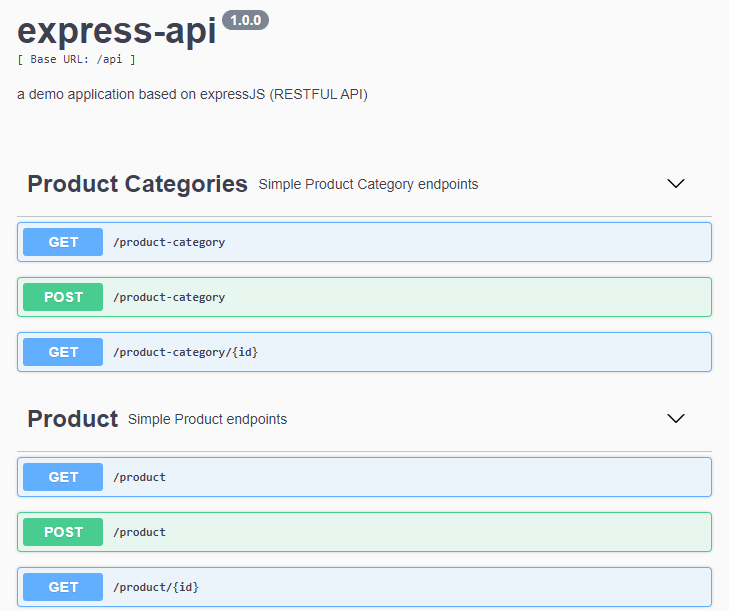 express-api 1.0.0
[ Base URL: /api ]
a demo application based on expressJS (RESTFUL API)
Product Categories Simple Product Category endpoints
GET /product-category
POST /product-category
GET /product-category/{id}
Product Simple Product endpoints
GET /product
POST /product
GET /product/{id}